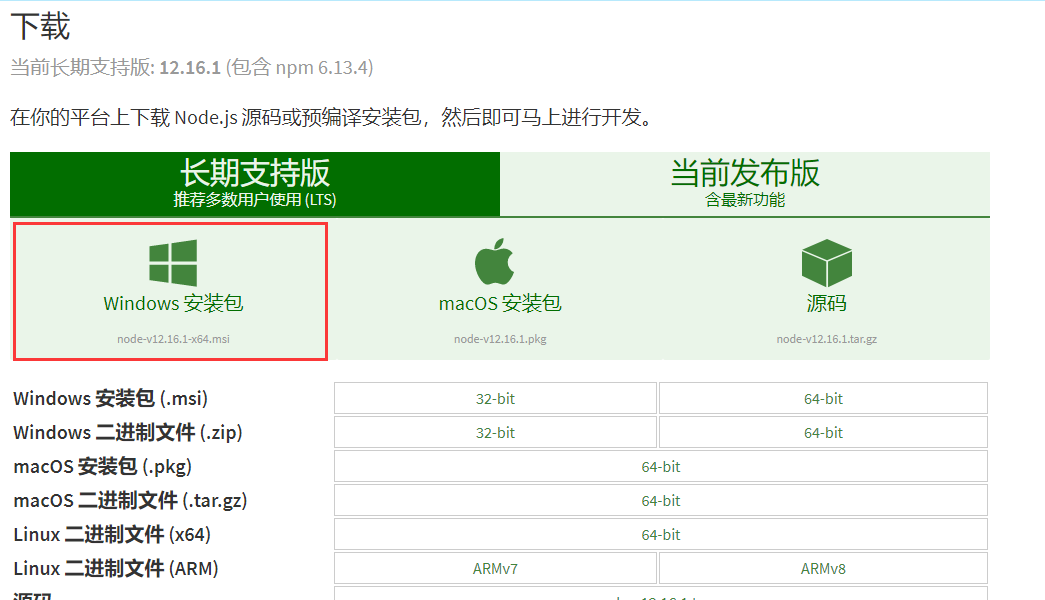 下载
当前长期支持版: 12.16.1 (包含 npm 6.13.4)
在你的平台上下载 Node.js 源码或预编译安装包，然后即可马上进行开发。
长期支持版 当前发布版
推荐多数用户使用 (LTS) 含最新功能
Windows 安装包 macOS 安装包 源码
node-v12.16.1-x64.msi node-v12.16.1.pkg node-v12.16.1.tar.gz
Windows 安装包 (.msi) 32-bit 64-bit
Windows 二进制文件 (.zip) 32-bit 64-bit
macOS 安装包 (.pkg) 64-bit
macOS 二进制文件 (.tar.gz) 64-bit
Linux 二进制文件 (x64) 64-bit
Linux 二进制文件 (ARM) ARMv7 ARMv8
源码